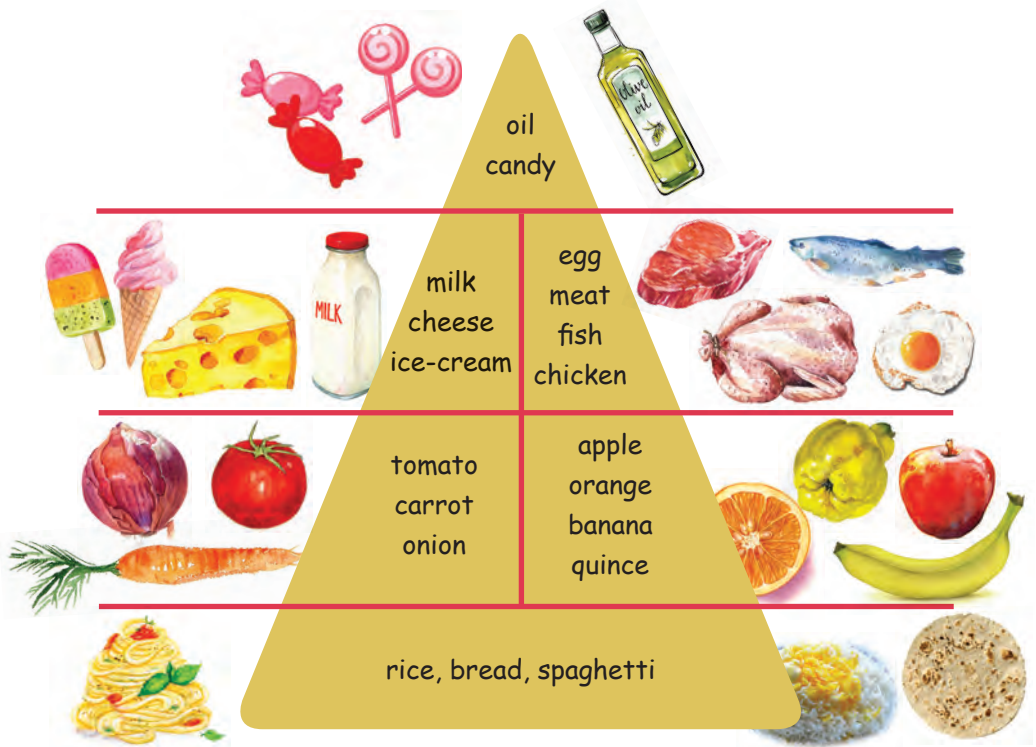 olive
oil
oil
candy
MILK
milk
cheese
ice-cream
egg
meat
fish
chicken
tomato
carrot
onion
apple
orange
banana
quince
rice, bread, spaghetti